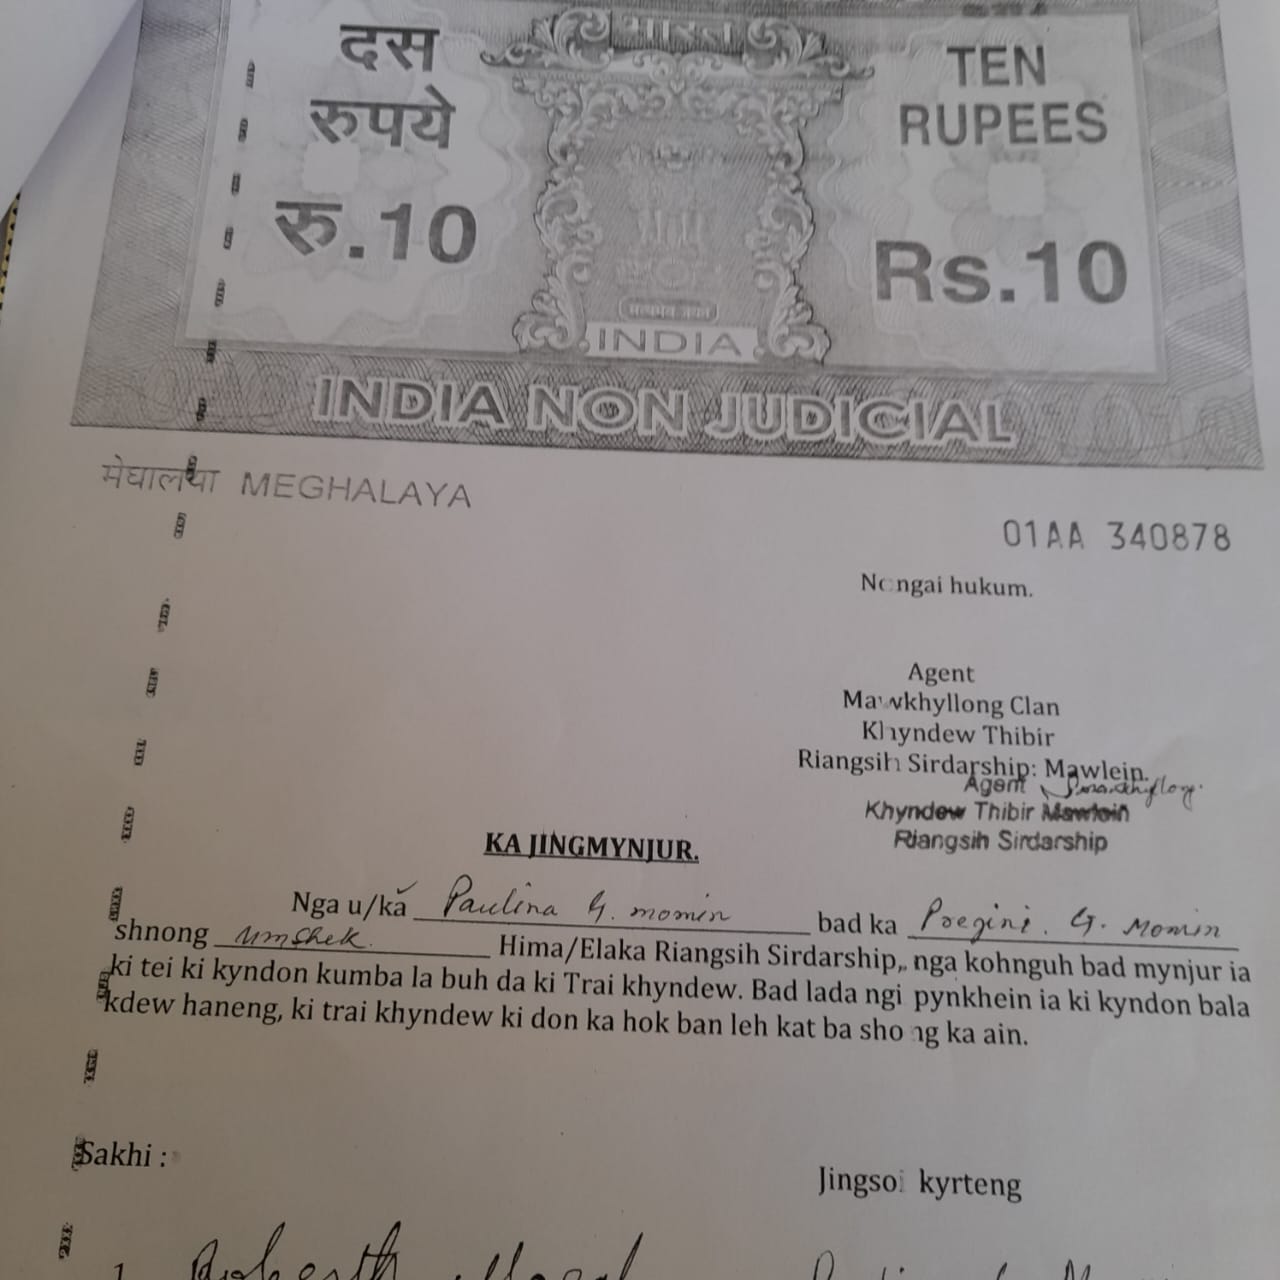 भारत
दस
रुपये
रु.10
TEN
RUPEES
Rs.10
INDIA
INDIA NON JUDICIAL
मेघालया MEGHALAYA
01AA 340878
Nongai hukum.
Agent
Mawkhyllong Clan
Khyndew Thibir
Riangsih Sirdarship: Mawlein.
Agent
Khyndew Thibir Mawlein
Riangsih Sirdarship
KA JINGMYNJUR.
Nga u/ka Paulina G. momin bad ka Poegini. G. Momin
shnong umshek. Hima/Elaka Riangsih Sirdarship,, nga kohnguh bad mynjur ia
ki tei ki kyndon kumba la buh da ki Trai khyndew. Bad lada ngi pynkhein ia ki kyndon bala
kdew haneng, ki trai khyndew ki don ka hok ban leh kat ba shong ka ain.
Sakhi :
Jingsoi kyrteng
1